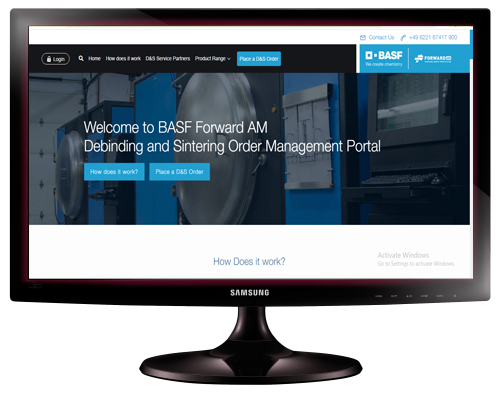 Contact Us +49 6221 67417 900
Login Home How does it work D&S Service Partners Product Range Place a D&S Order
BASF
We create chemistry
FORWARD AM
Welcome to BASF Forward AM
Debinding and Sintering Order Management Portal
How does it work? Place a D&S Order
How Does it work?
Activate Windows
Go to Settings to activate Windows.
SAMSUNG